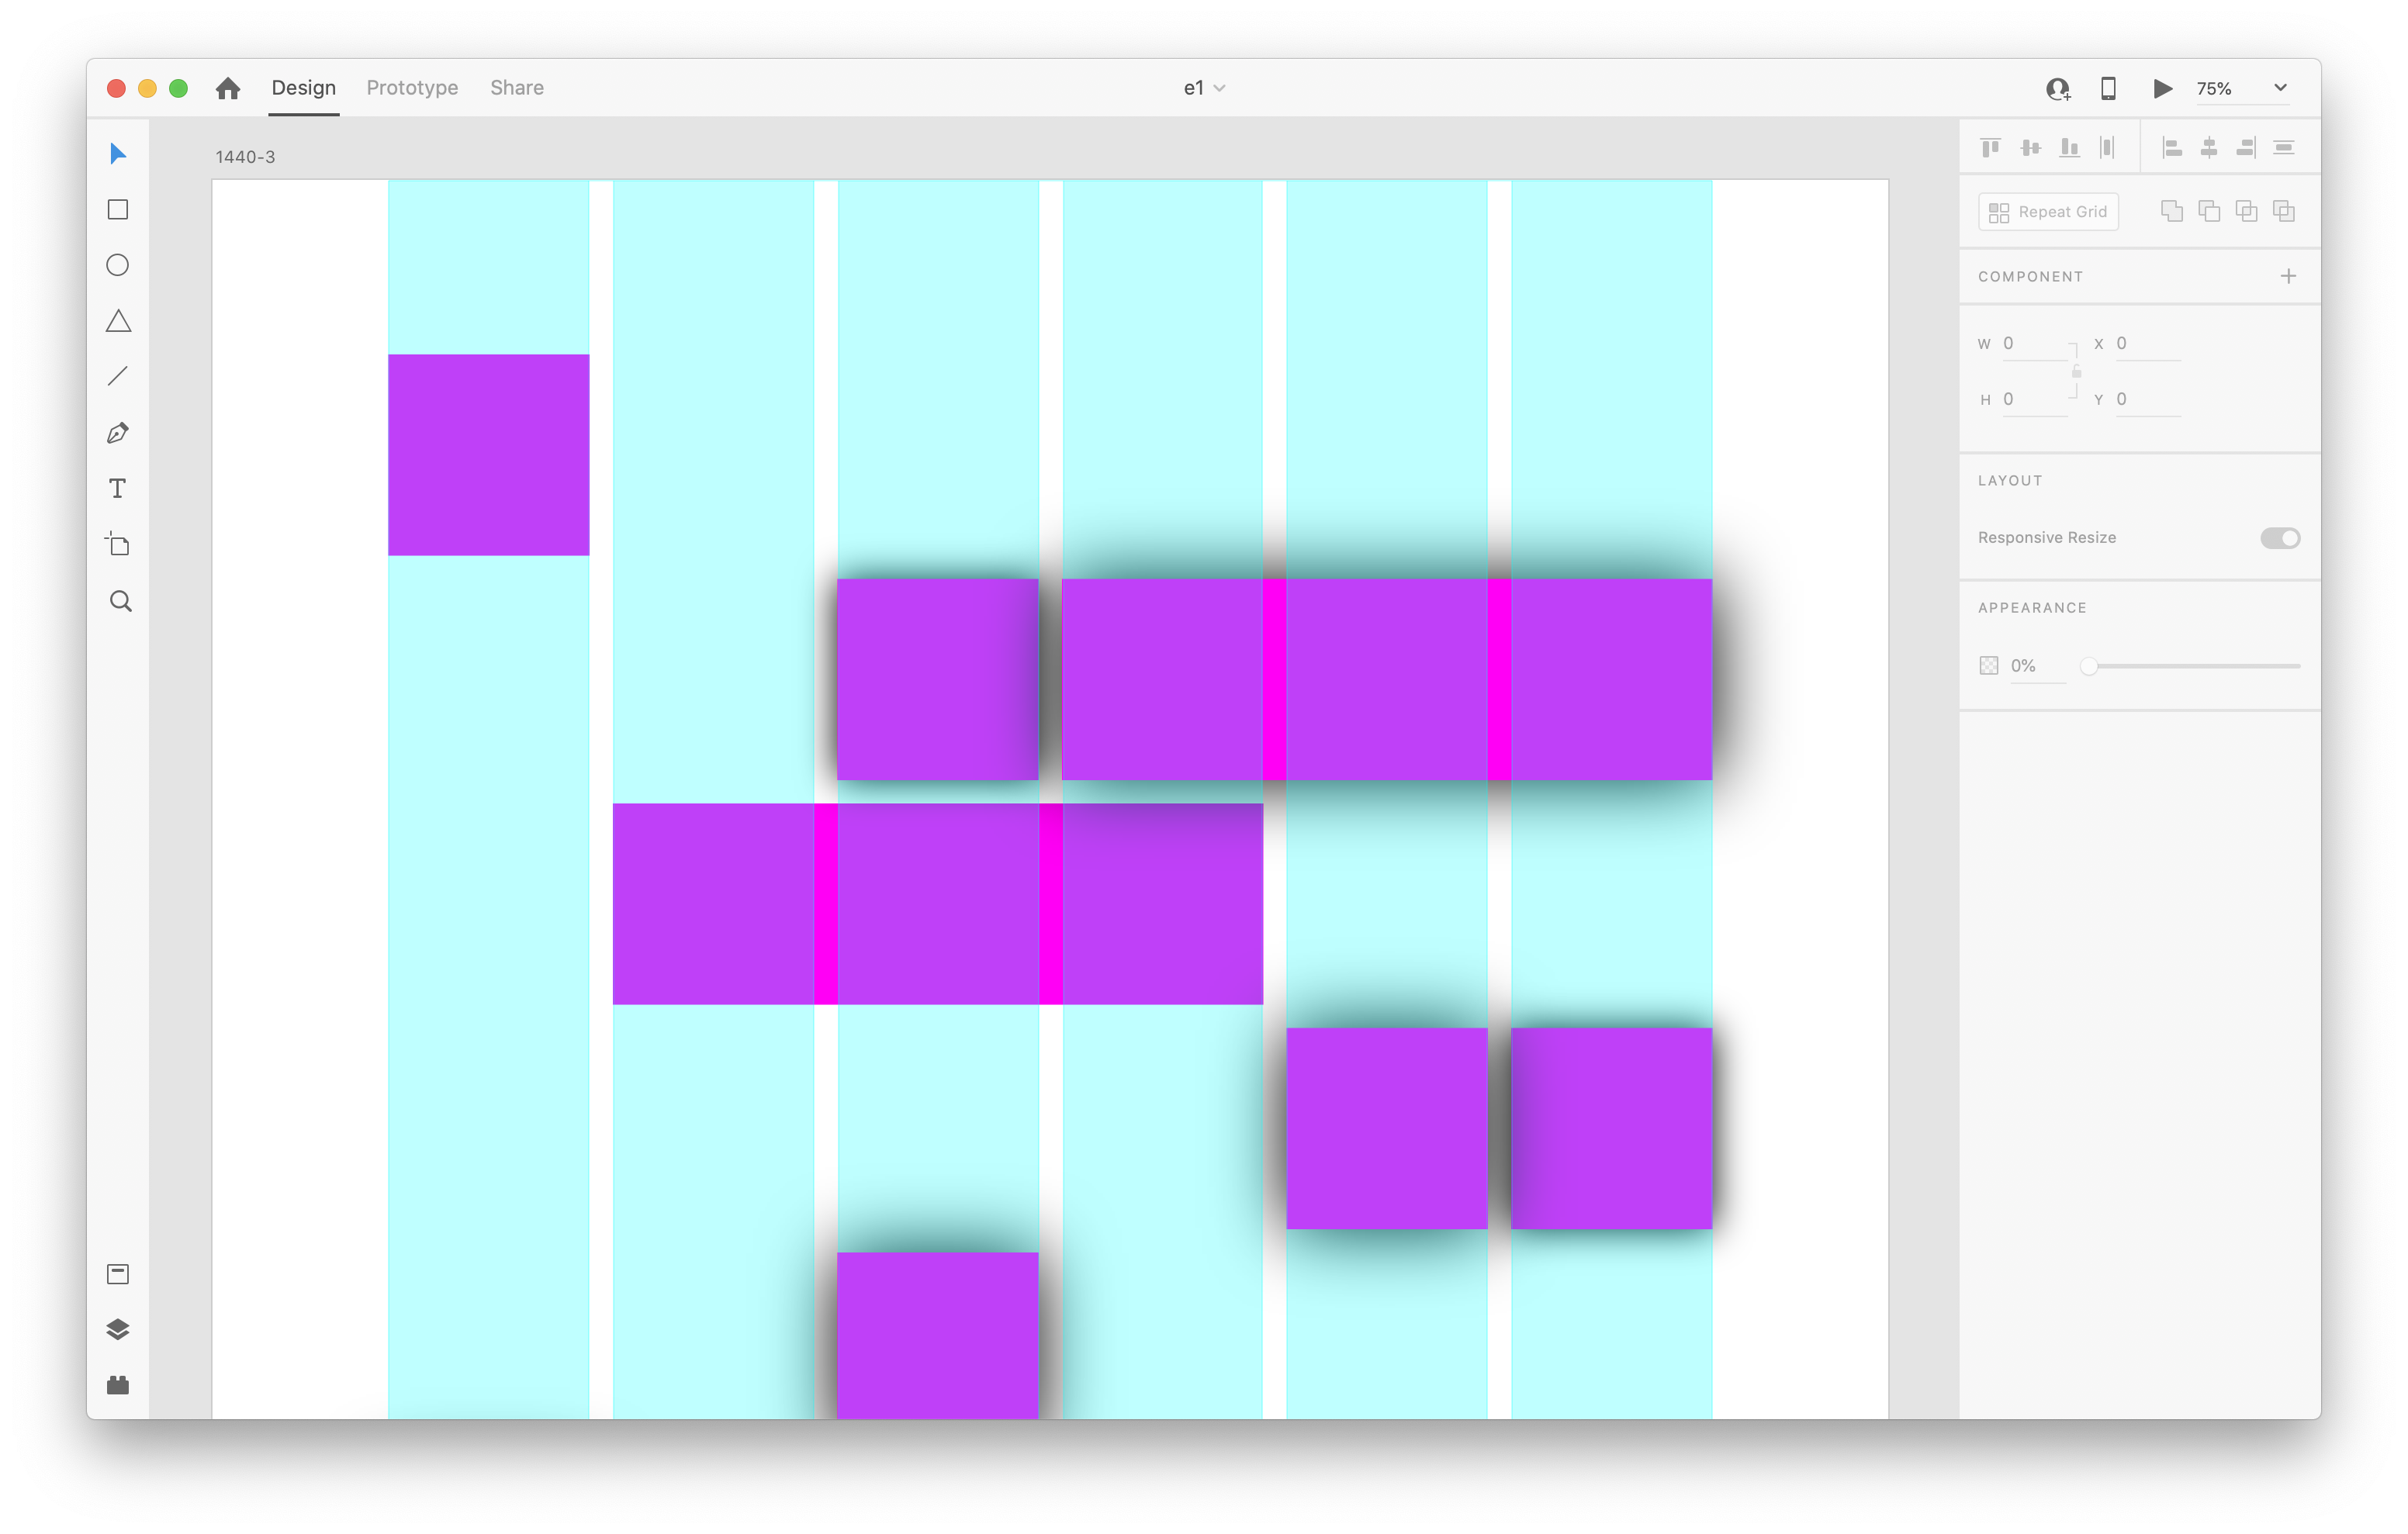 Design Prototype Share e1 75%
1440-3
Repeat Grid
COMPONENT
W 0 X 0
H 0 Y 0
LAYOUT
Responsive Resize
APPEARANCE
0%